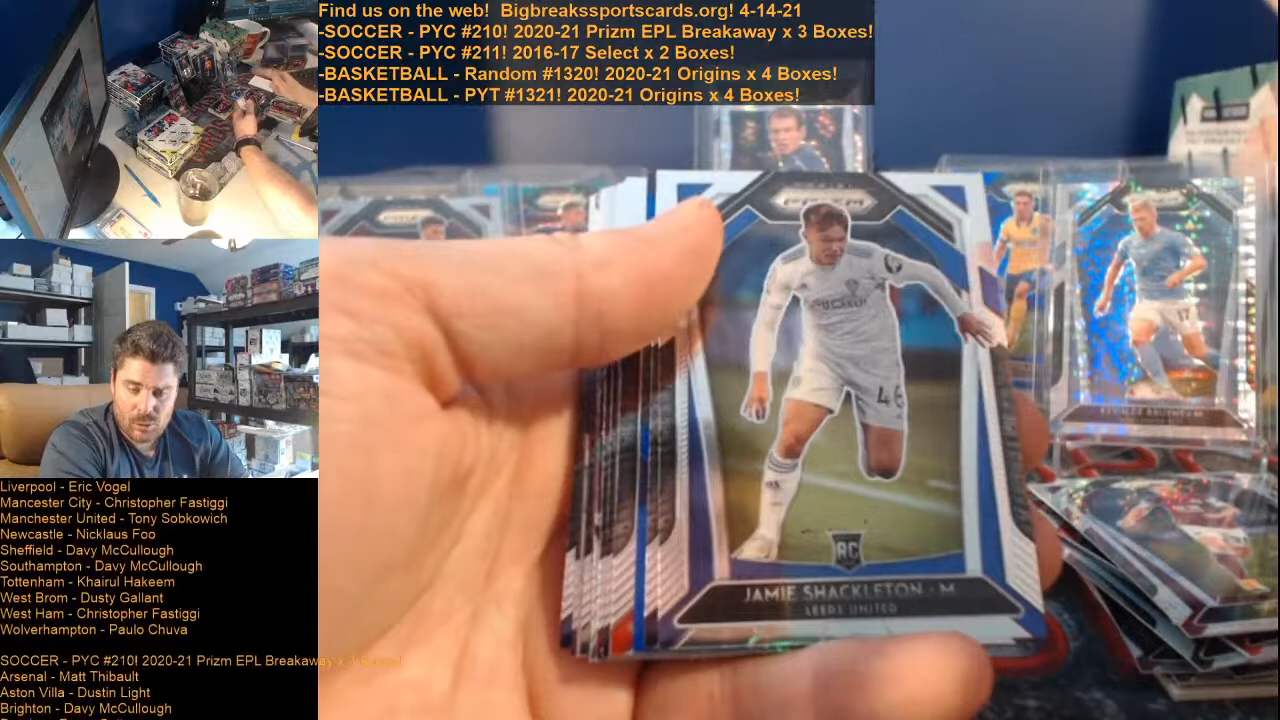 Find us on the web! Bigbreakssportscards.org! 4-14-21
-SOCCER - PYC #210! 2020-21 Prizm EPL Breakaway x 3 Boxes!
-SOCCER - PYC #211! 2016-17 Select x 2 Boxes!
-BASKETBALL - Random #1320! 2020-21 Origins x 4 Boxes!
-BASKETBALL - PYT #1321! 2020-21 Origins x 4 Boxes!
PRIZM
46
17
RC
JAMIE SHACKLETON - M
LEEDS UNITED
Liverpool - Eric Vogel
Mancester City - Christopher Fastiggi
Manchester United - Tony Sobkowich
Newcastle - Nicklaus Foo
Sheffield - Davy McCullough
Southampton - Davy McCullough
Tottenham - Khairul Hakeem
West Brom - Dusty Gallant
West Ham - Christopher Fastiggi
Wolverhampton - Paulo Chuva
SOCCER - PYC #210! 2020-21 Prizm EPL Breakaway x 3 Boxes!
Arsenal - Matt Thibault
Aston Villa - Dustin Light
Brighton - Davy McCullough